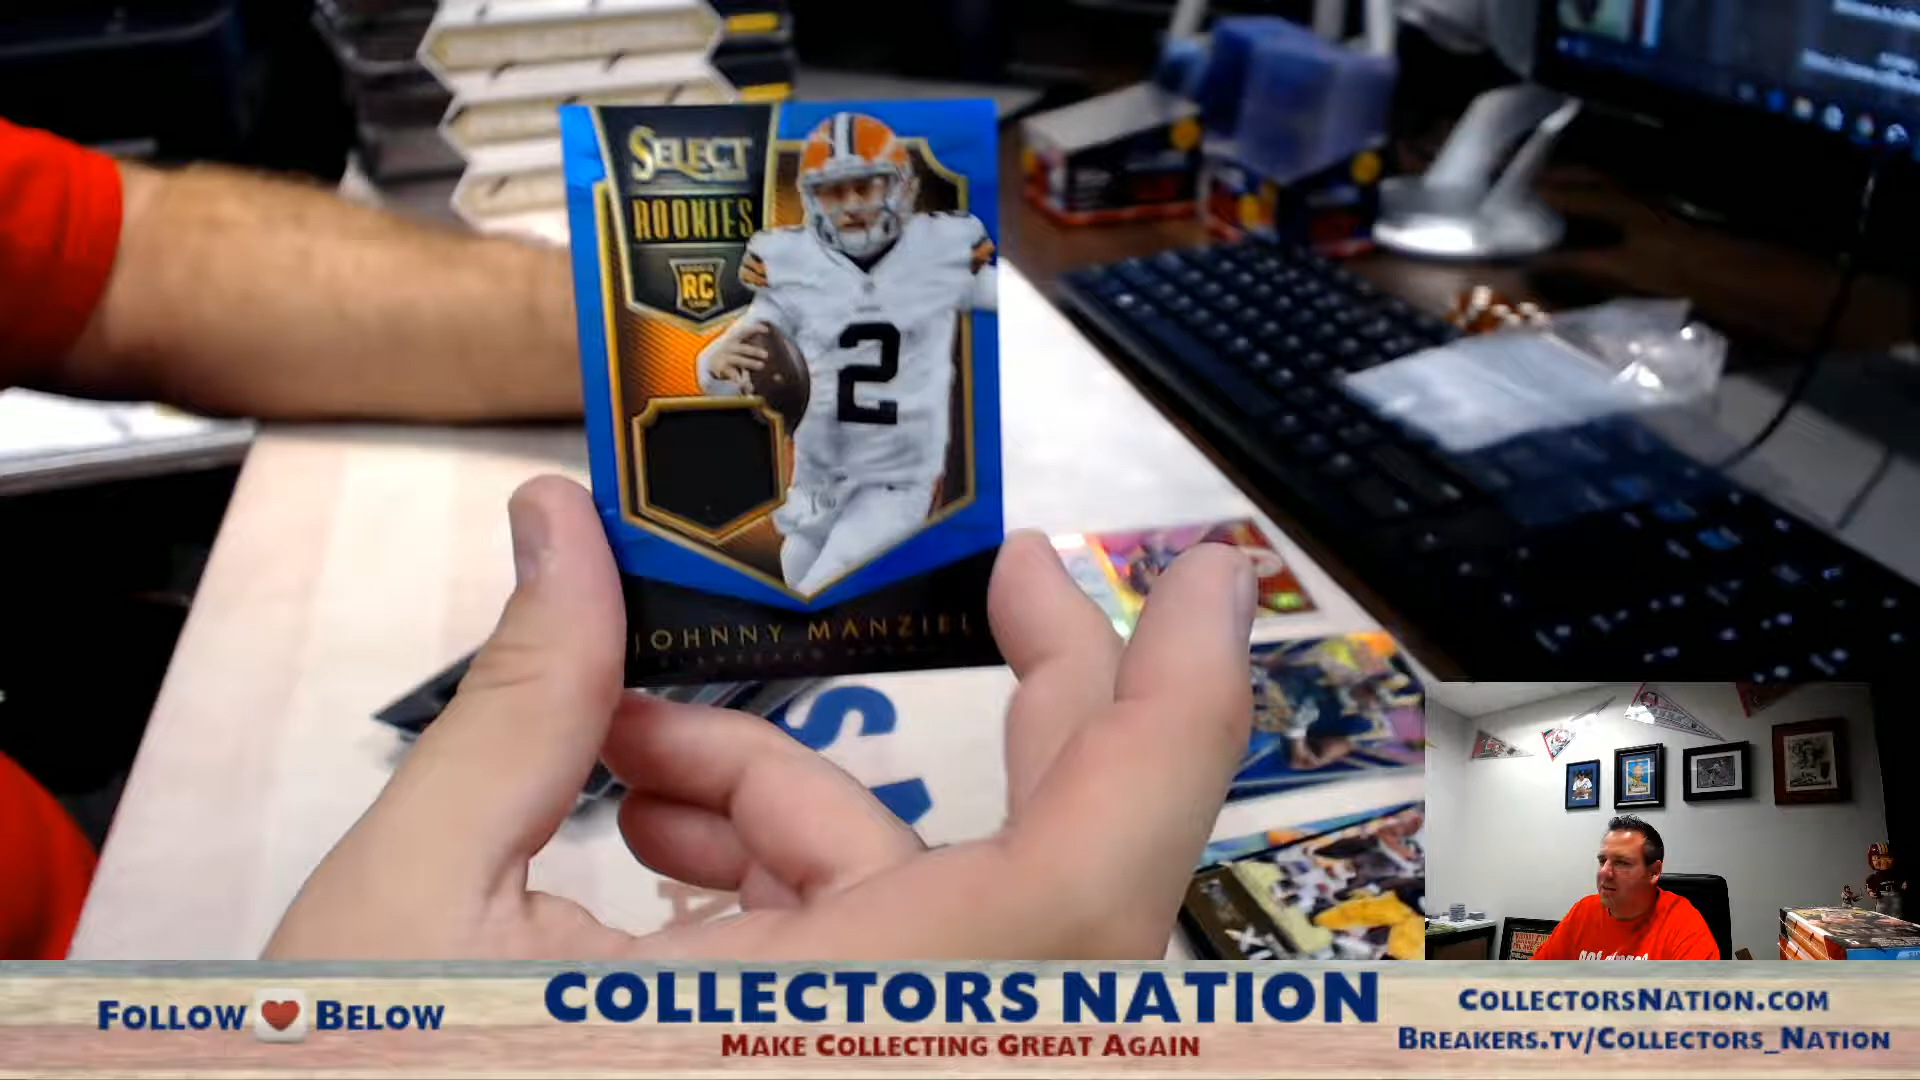 SELECT
ROOKIES
RC
2
JOHNNY MANZIEL
FOLLOW BELOW
COLLECTORS NATION
MAKE COLLECTING GREAT AGAIN
COLLECTORSNATION.COM
BREAKERS.TV/COLLECTORS_NATION